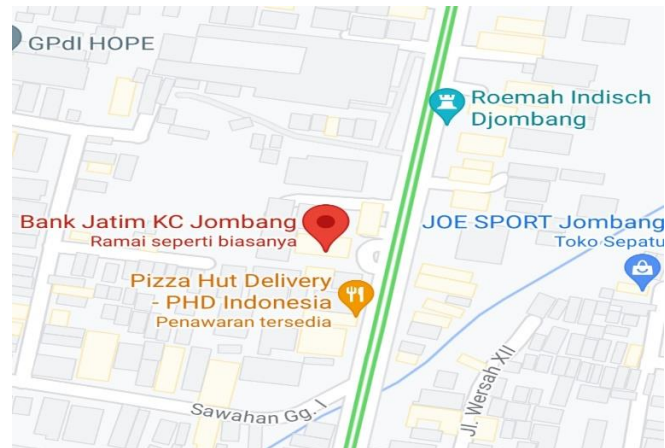 GPdI HOPE
Roemah Indisch
Djombang
Bank Jatim KC Jombang
Ramai seperti biasanya
JOE SPORT Jombang
Toko Sepatu
Pizza Hut Delivery
- PHD Indonesia
Penawaran tersedia
Sawahan Gg. I
Jl. Wersah XII